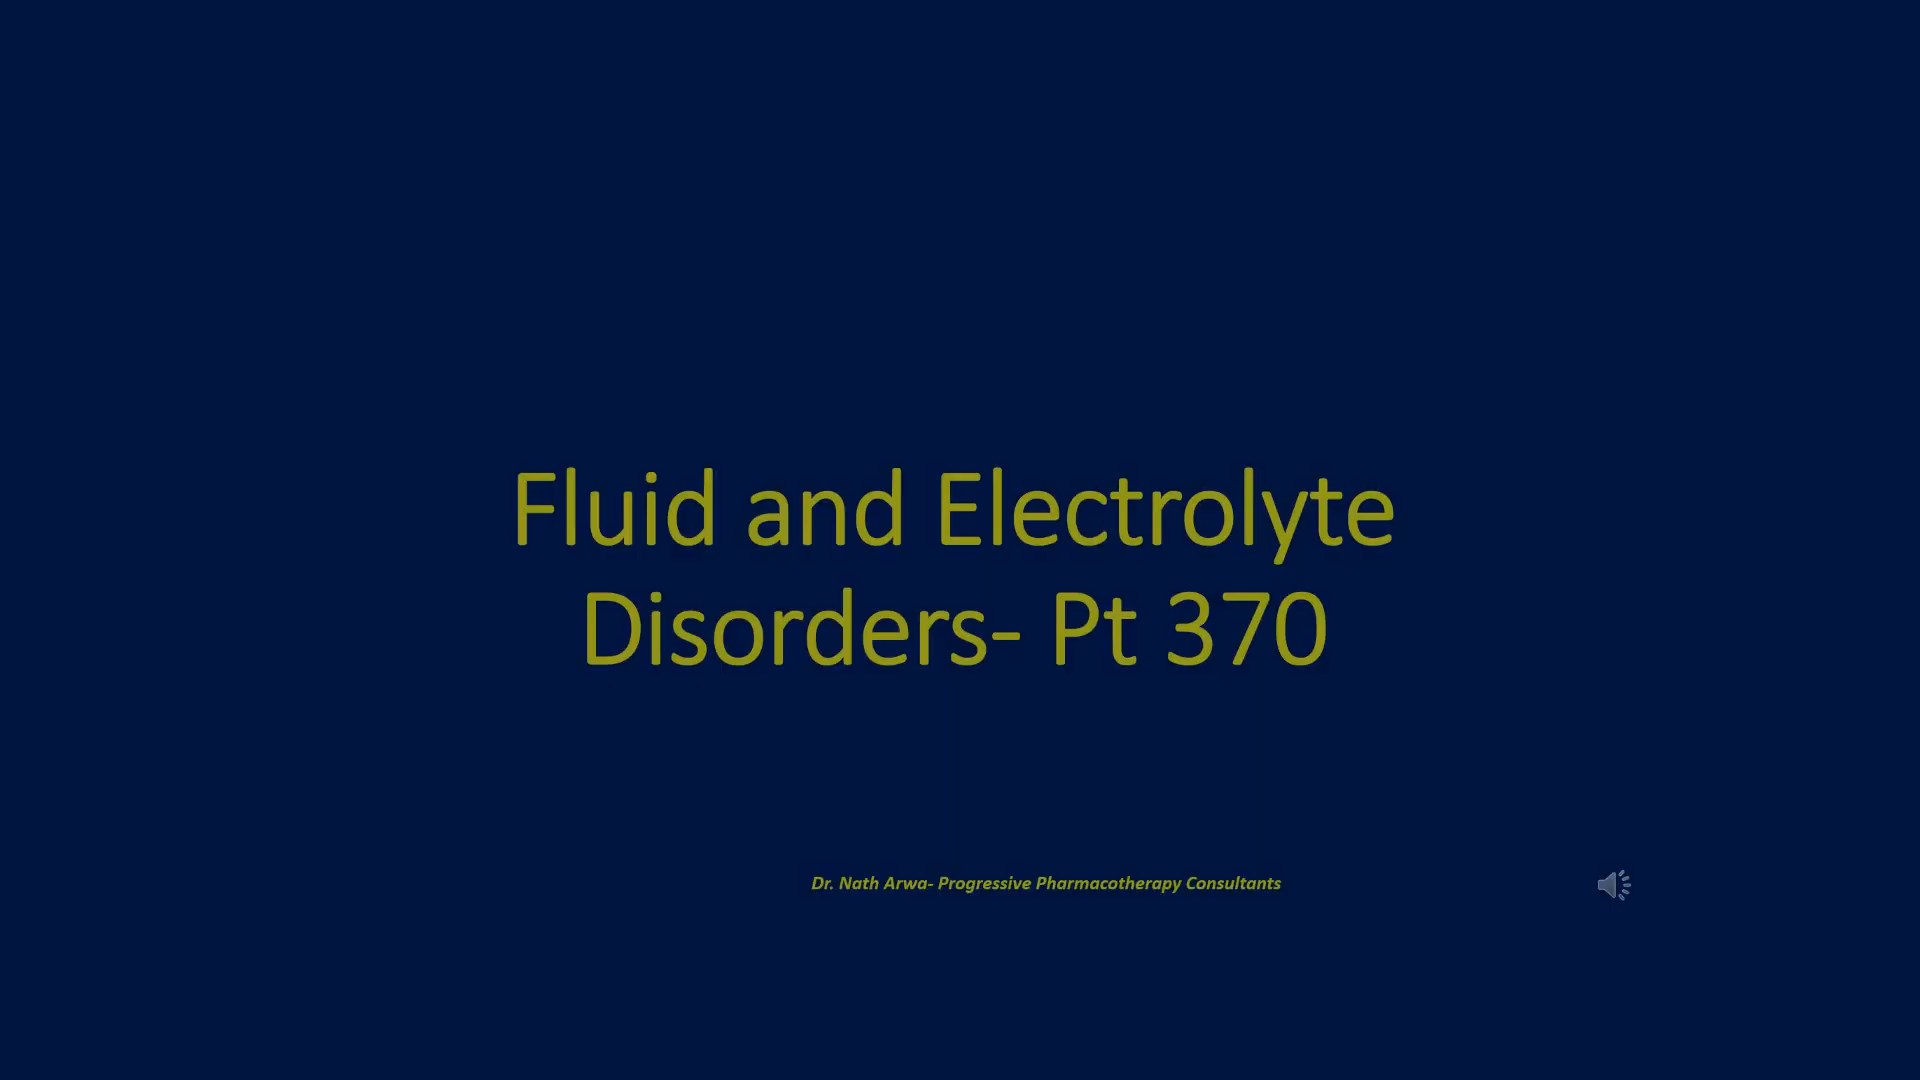 Fluid and Electrolyte
Disorders- Pt 370
Dr. Nath Arwa- Progressive Pharmacotherapy Consultants